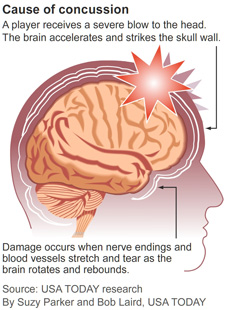 Cause of concussion
A player receives a severe blow to the head.
The brain accelerates and strikes the skull wall.
Damage occurs when nerve endings and
blood vessels stretch and tear as the
brain rotates and rebounds.
Source: USA TODAY research
By Suzy Parker and Bob Laird, USA TODAY